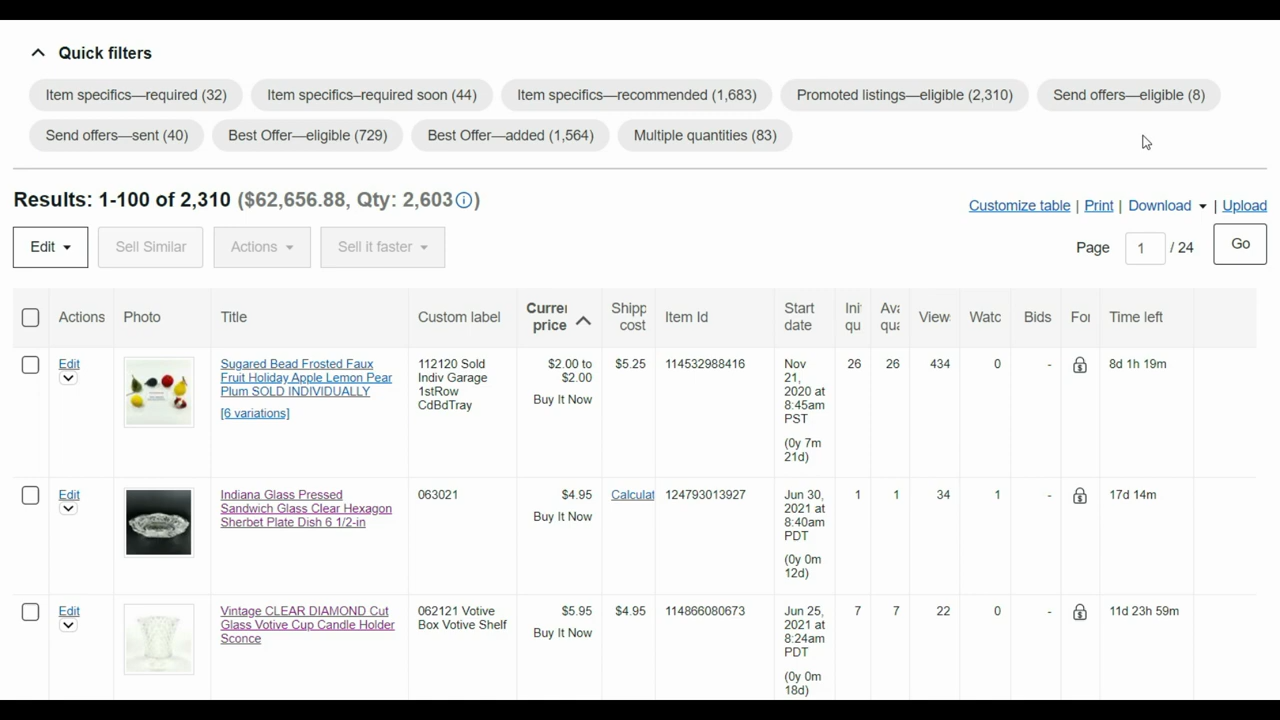 Quick filters
Item specifics—required (32)
Item specifics–required soon (44)
Item specifics—recommended (1,683)
Promoted listings—eligible (2,310)
Send offers—eligible (8)
Send offers—sent (40)
Best Offer—eligible (729)
Best Offer—added (1,564)
Multiple quantities (83)
Results: 1-100 of 2,310 ($62,656.88, Qty: 2,603)
Customize table | Print | Download | Upload
Edit
Sell Similar
Actions
Sell it faster
Page 1 / 24 Go
Actions
Photo
Title
Custom label
Currei
price
Shipp
cost
Item Id
Start
date
Init
qu
Ava
qua
View
Watc
Bids
For
Time left
Edit
Sugared Bead Frosted Faux
Fruit Holiday Apple Lemon Pear
Plum SOLD INDIVIDUALLY
[6 variations]
112120 Sold
Indiv Garage
1stRow
CdBdTray
$2.00 to
$2.00
Buy It Now
$5.25
114532988416
Nov
21,
2020 at
8:45am
PST
(0y 7m
21d)
26
26
434
0
-
8d 1h 19m
Edit
Indiana Glass Pressed
Sandwich Glass Clear Hexagon
Sherbet Plate Dish 6 1/2-in
063021
$4.95
Buy It Now
Calculat
124793013927
Jun 30,
2021 at
8:40am
PDT
(0y 0m
12d)
1
1
34
1
-
17d 14m
Edit
Vintage CLEAR DIAMOND Cut
Glass Votive Cup Candle Holder
Sconce
062121 Votive
Box Votive Shelf
$5.95
Buy It Now
$4.95
114866080673
Jun 25,
2021 at
8:24am
PDT
(0y 0m
18d)
7
7
22
0
-
11d 23h 59m